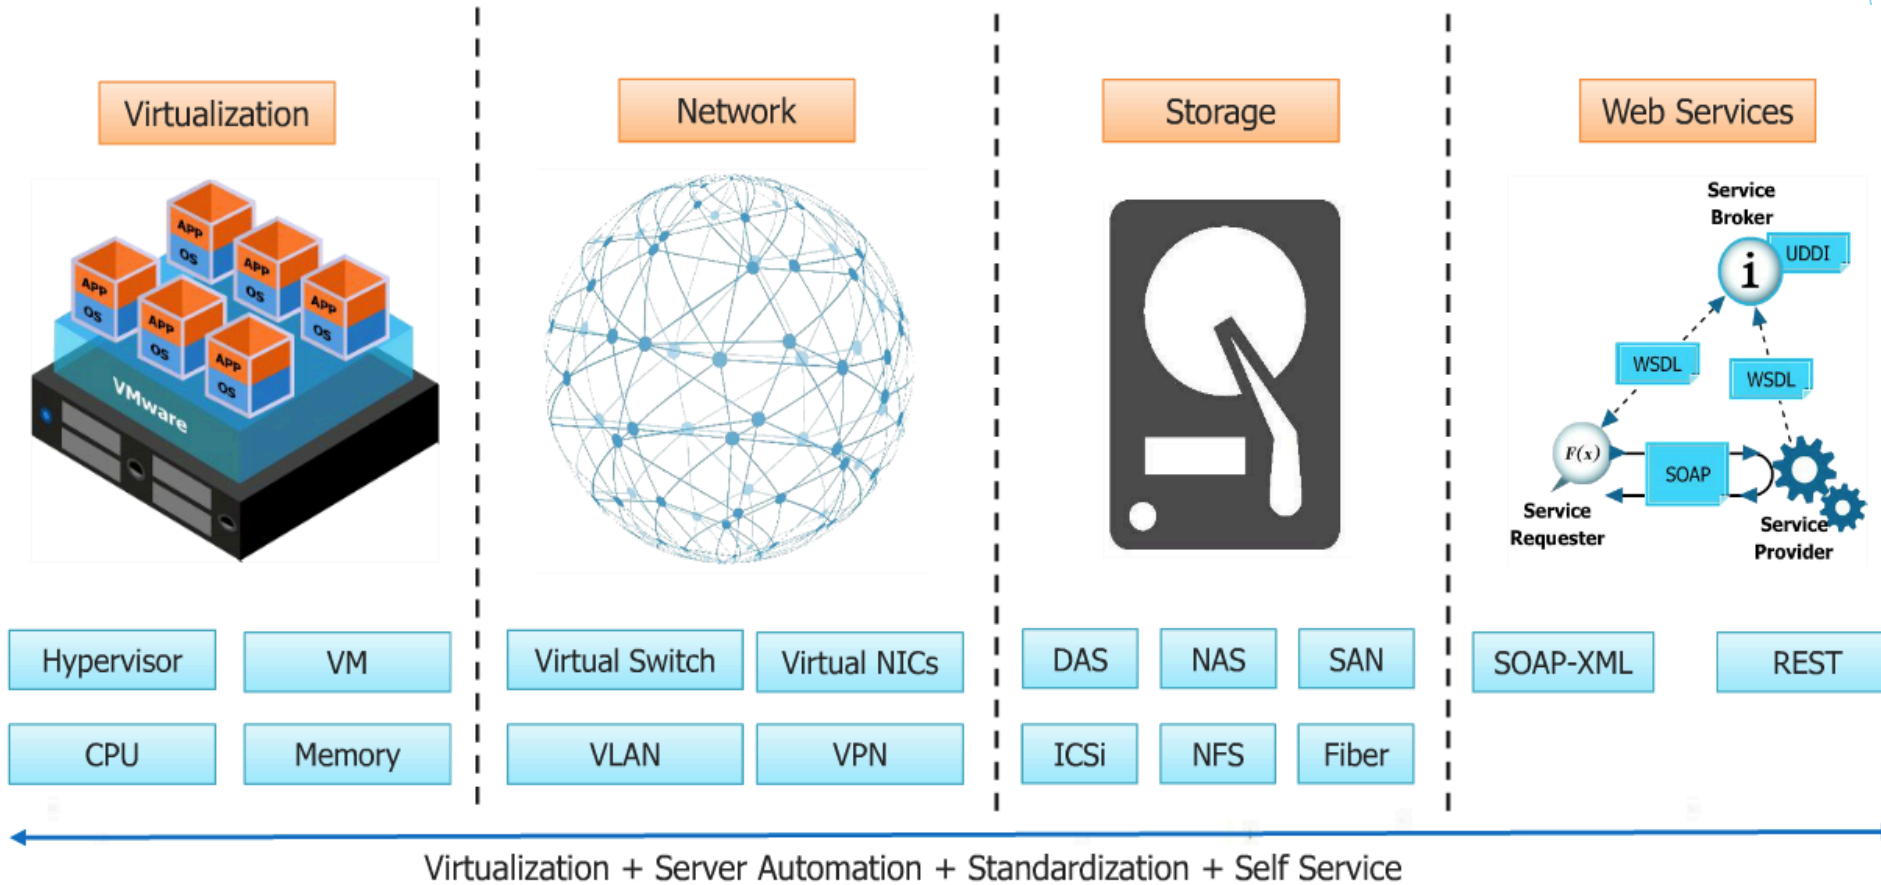 Virtualization
Network
Storage
Web Services
APP
OS
APP
OS
APP
OS
APP
OS
APP
OS
APP
OS
VMware
Service
Broker
UDDI
i
WSDL
WSDL
F(x)
SOAP
Service
Requester
Service
Provider
Hypervisor
VM
CPU
Memory
Virtual Switch
Virtual NICs
VLAN
VPN
DAS
NAS
SAN
ICSi
NFS
Fiber
SOAP-XML
REST
Virtualization + Server Automation + Standardization + Self Service